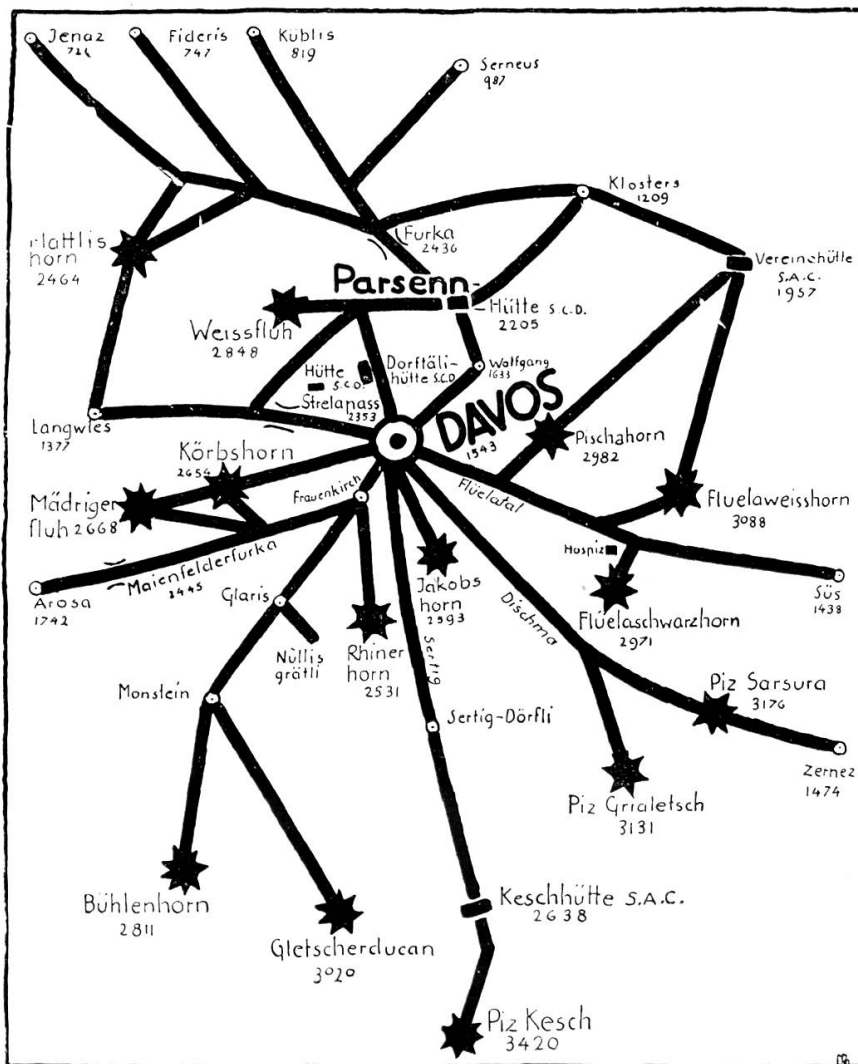 Jenaz
726
Fideris
747
Küblis
819
Serneus
987
Klosters
1209
Furka
2436
Mattlis
horn
2464
Vereinshütte
S.A.C.
1957
Parsenn-
Hütte S.C.D.
2205
Weissfluh
2848
Hütte
S.C.D.
Dorftäli-
hütte S.C.D.
Wolfgang
1633
Strelapass
2353
Langwies
1377
DAVOS
1543
Pischahorn
2982
Körbshorn
2654
Frauenkirch
Flüelatal
Mädriger
fluh 2668
Fluelaweisshorn
3088
Hospiz
Maienfelderfurka
2445
Arosa
1742
Glaris
Jakobs
horn
2593
Dischma
Flüelaschwarzhorn
2971
Süs
1438
Nüllis
grätli
Rhiner
horn
2531
Sertig
Monstein
Sertig-Dörfli
Piz Sarsura
3176
Zernez
1474
Piz Grialetsch
3131
Bühlenhorn
2811
Keschhütte S.A.C.
2638
Gletscherducan
3020
Piz Kesch
3420